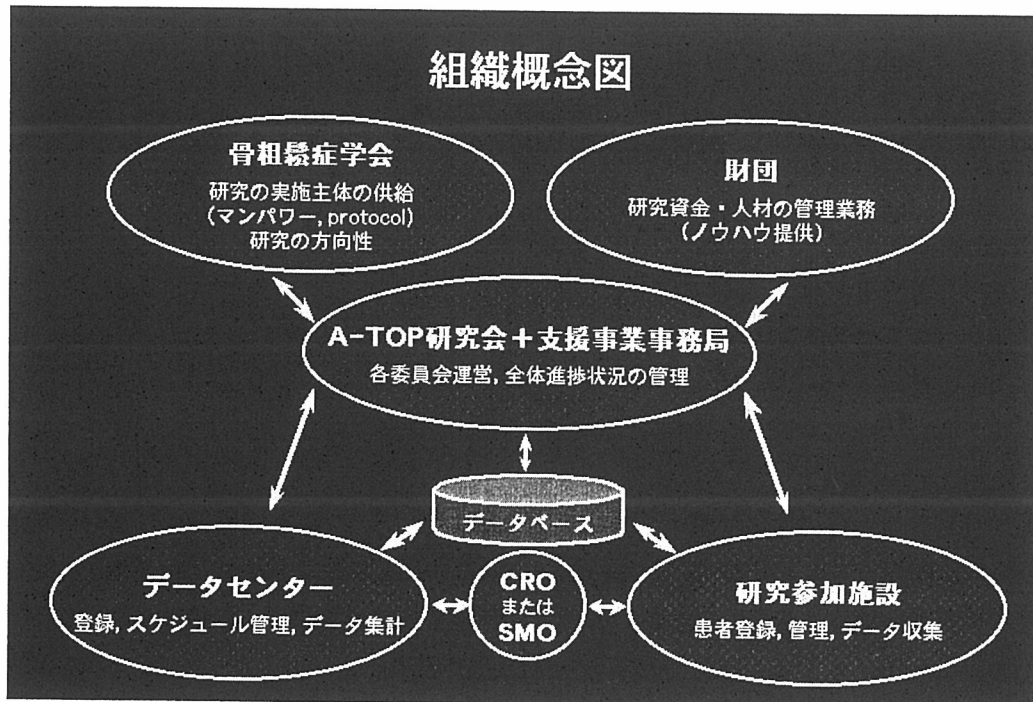 組織概念図
骨粗鬆症学会
研究の実施主体の供給
(マンパワー, protocol)
研究の方向性
財団
研究資金・人材の管理業務
(ノウハウ提供)
A-TOP研究会＋支援事業事務局
各委員会運営, 全体進捗状況の管理
データベース
データセンター
登録, スケジュール管理, データ集計
CRO
または
SMO
研究参加施設
患者登録, 管理, データ収集